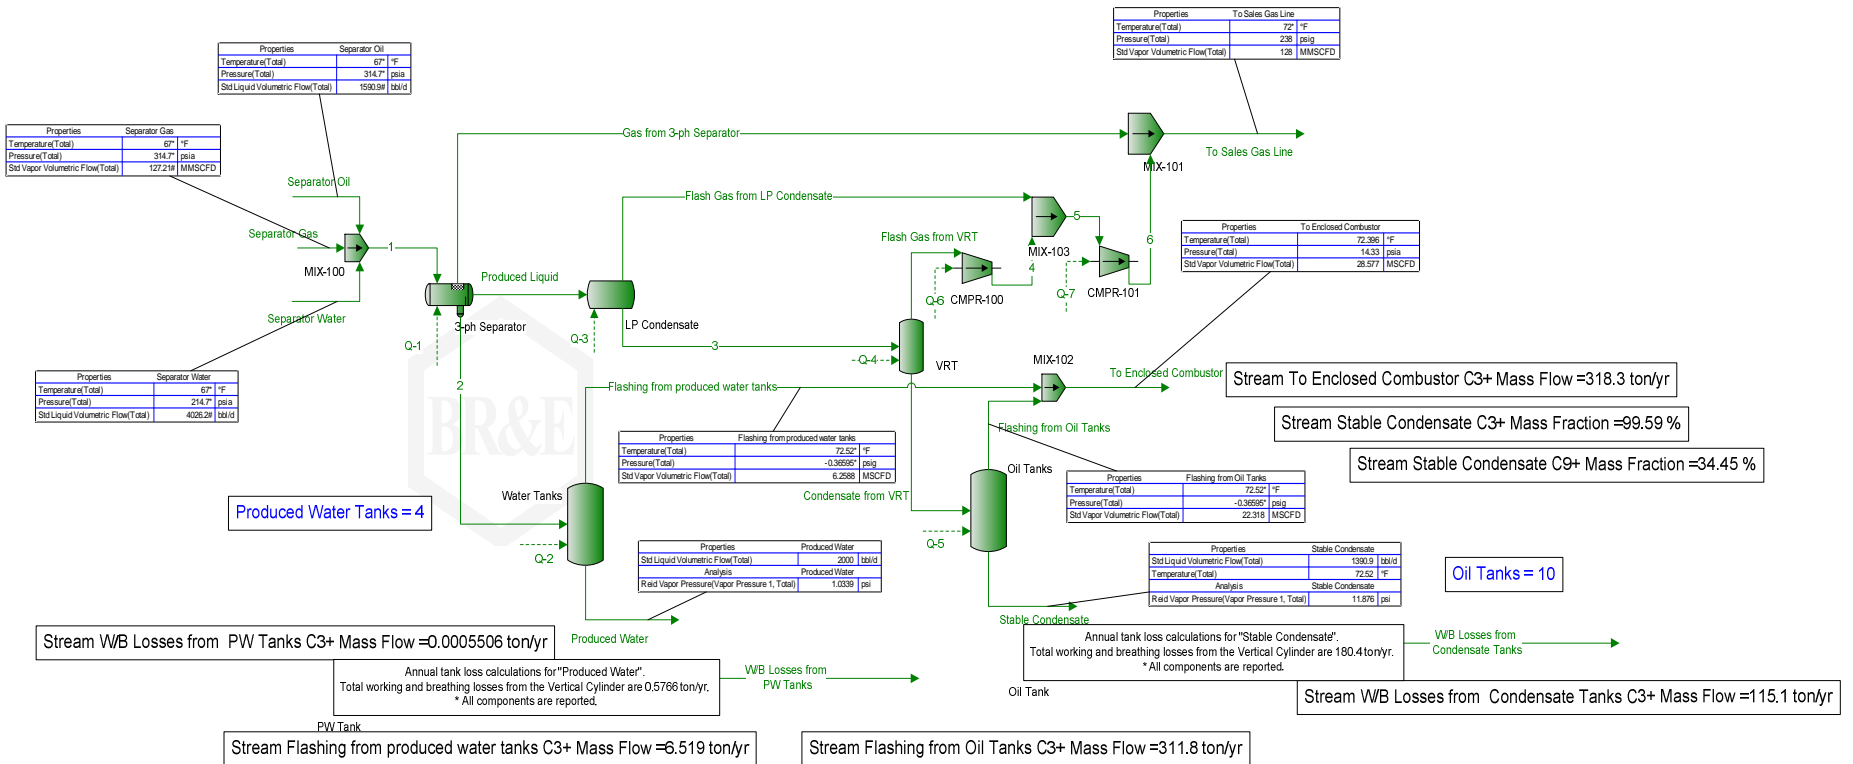 Properties To Sales Gas Line
Temperature(Total) 72* °F
Pressure(Total) 238 psig
Std Vapor Volumetric Flow(Total) 128 MMSCFD
Properties Separator Oil
Temperature(Total) 67* °F
Pressure(Total) 314.7* psia
Std Liquid Volumetric Flow(Total) 1590.9# bbl/d
Properties Separator Gas
Temperature(Total) 67* °F
Pressure(Total) 314.7* psia
Std Vapor Volumetric Flow(Total) 127.21# MMSCFD
Gas from 3-ph Separator
MIX-101
To Sales Gas Line
Separator Oil
Separator Gas
MIX-100
1
Separator Water
Flash Gas from LP Condensate
5
MIX-103
Flash Gas from VRT
4
6
Q-6
CMPR-100
Q-7
CMPR-101
Properties To Enclosed Combustor
Temperature(Total) 72.396 °F
Pressure(Total) 14.33 psia
Std Vapor Volumetric Flow(Total) 28.577 MSCFD
Produced Liquid
3-ph Separator
LP Condensate
Q-1
Q-3
3
Q-4
VRT
MIX-102
To Enclosed Combustor
Stream To Enclosed Combustor C3+ Mass Flow =318.3 ton/yr
Properties Separator Water
Temperature(Total) 67* °F
Pressure(Total) 214.7* psia
Std Liquid Volumetric Flow(Total) 4026.2# bbl/d
2
BR&E
Flashing from produced water tanks
Stream Stable Condensate C3+ Mass Fraction =99.59 %
Flashing from Oil Tanks
Properties Flashing from produced water tanks
Temperature(Total) 72.52* °F
Pressure(Total) -0.36595* psig
Std Vapor Volumetric Flow(Total) 6.2588 MSCFD
Stream Stable Condensate C9+ Mass Fraction =34.45 %
Oil Tanks
Properties Flashing from Oil Tanks
Temperature(Total) 72.52* °F
Pressure(Total) -0.36595* psig
Std Vapor Volumetric Flow(Total) 22.318 MSCFD
Water Tanks
Condensate from VRT
Produced Water Tanks = 4
Q-2
Q-5
Properties Produced Water
Std Liquid Volumetric Flow(Total) 2000 bbl/d
Analysis Produced Water
Reid Vapor Pressure(Vapor Pressure 1, Total) 1.0339 psi
Properties Stable Condensate
Std Liquid Volumetric Flow(Total) 1390.9 bbl/d
Temperature(Total) 72.52 °F
Analysis Stable Condensate
Reid Vapor Pressure(Vapor Pressure 1, Total) 11.876 psi
Oil Tanks = 10
Stable Condensate
Produced Water
Stream W/B Losses from PW Tanks C3+ Mass Flow =0.0005506 ton/yr
Annual tank loss calculations for "Stable Condensate".
Total working and breathing losses from the Vertical Cylinder are 180.4 ton/yr.
* All components are reported.
W/B Losses from
Condensate Tanks
Annual tank loss calculations for "Produced Water".
Total working and breathing losses from the Vertical Cylinder are 0.5766 ton/yr.
* All components are reported.
W/B Losses from
PW Tanks
Oil Tank
Stream W/B Losses from Condensate Tanks C3+ Mass Flow =115.1 ton/yr
PW Tank
Stream Flashing from produced water tanks C3+ Mass Flow =6.519 ton/yr
Stream Flashing from Oil Tanks C3+ Mass Flow =311.8 ton/yr